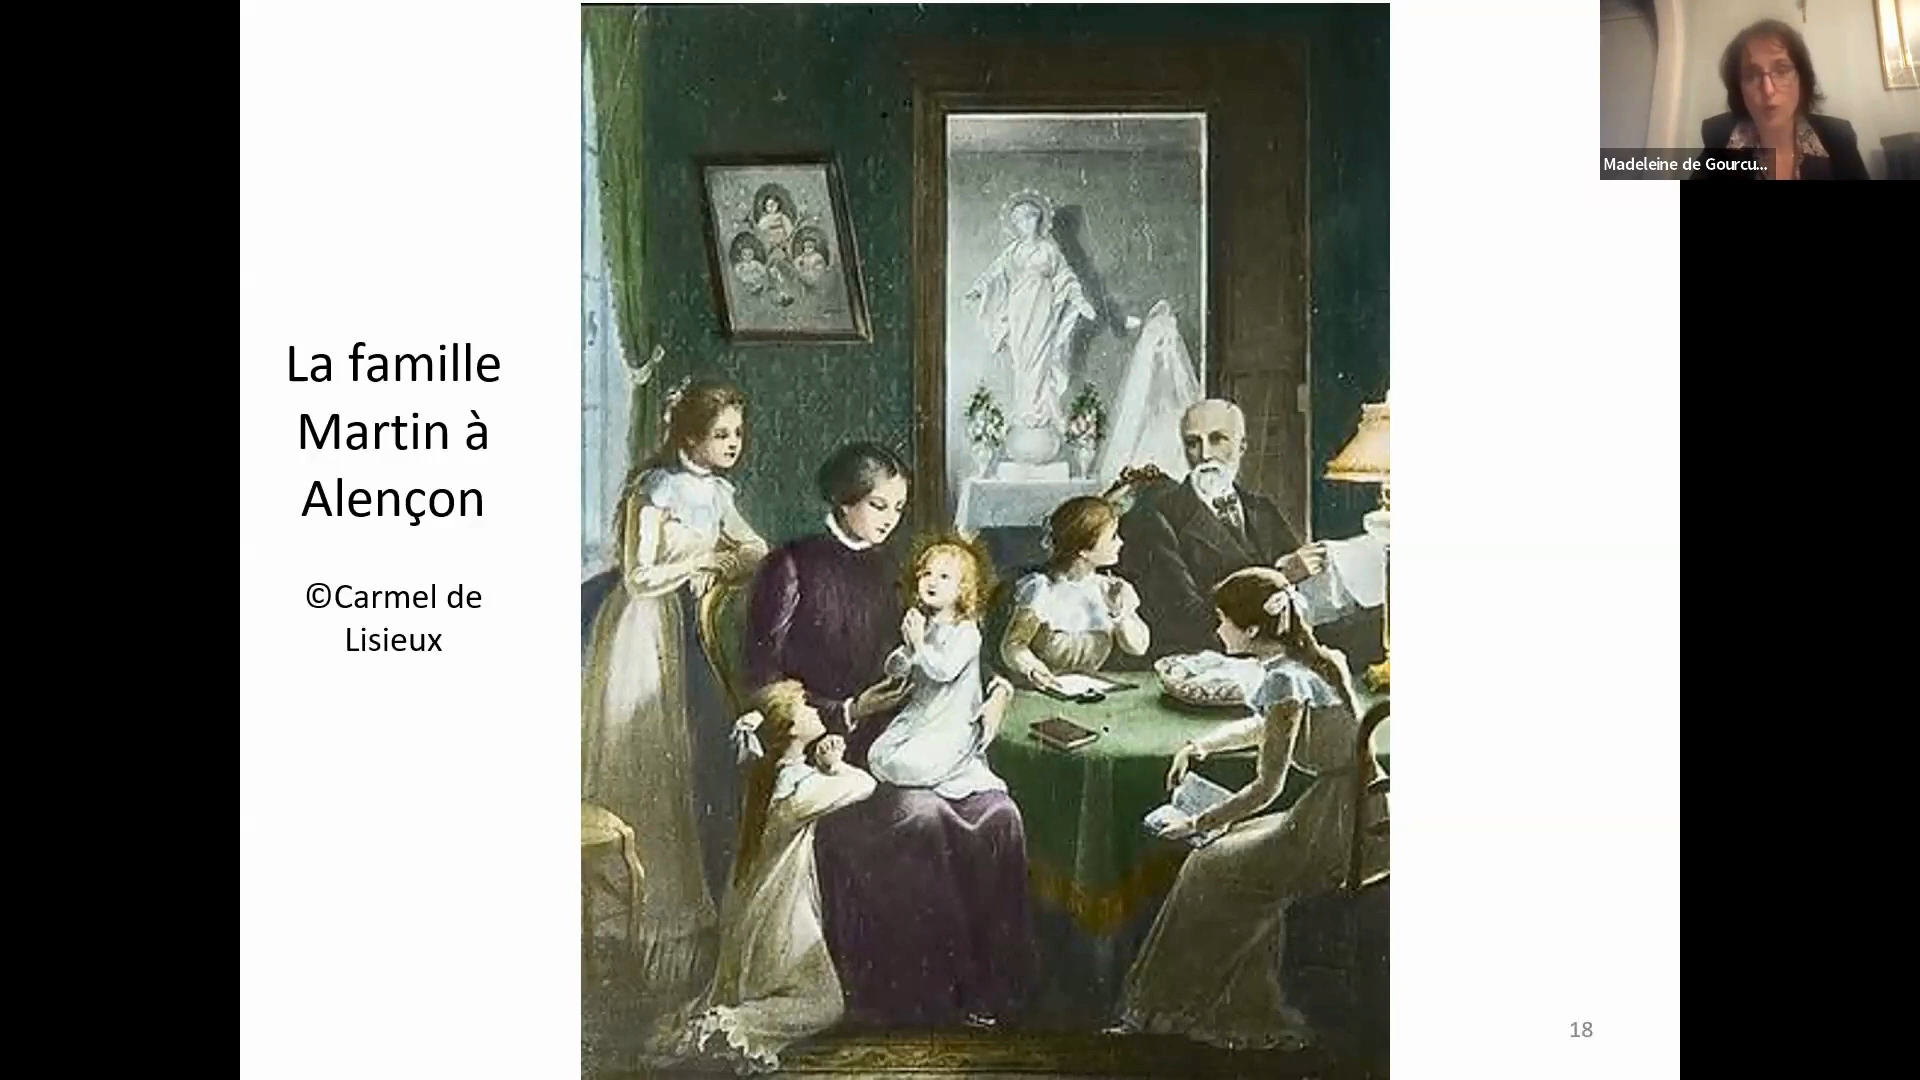 La famille
Martin à
Alençon
©Carmel de
Lisieux
Madeleine de Gourcu...
18